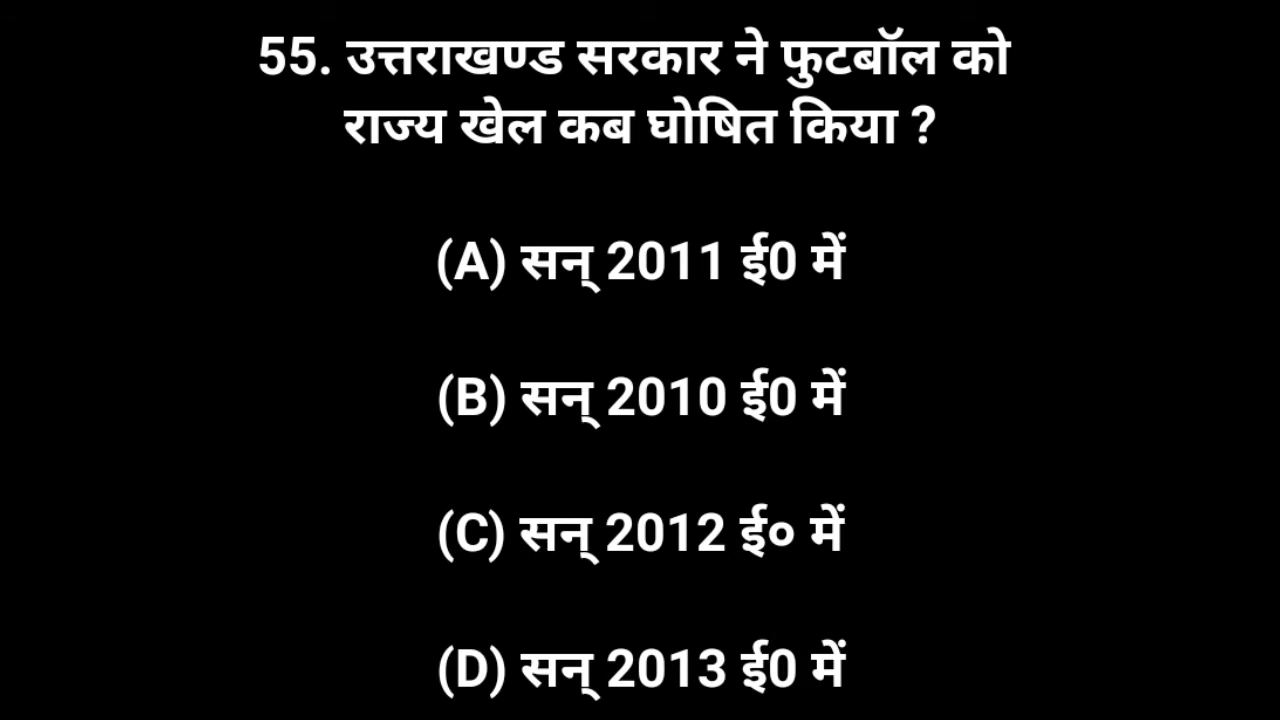 55. उत्तराखण्ड सरकार ने फुटबॉल को
राज्य खेल कब घोषित किया ?
(A) सन् 2011 ई0 में
(B) सन् 2010 ई0 में
(C) सन् 2012 ई० में
(D) सन् 2013 ई0 में